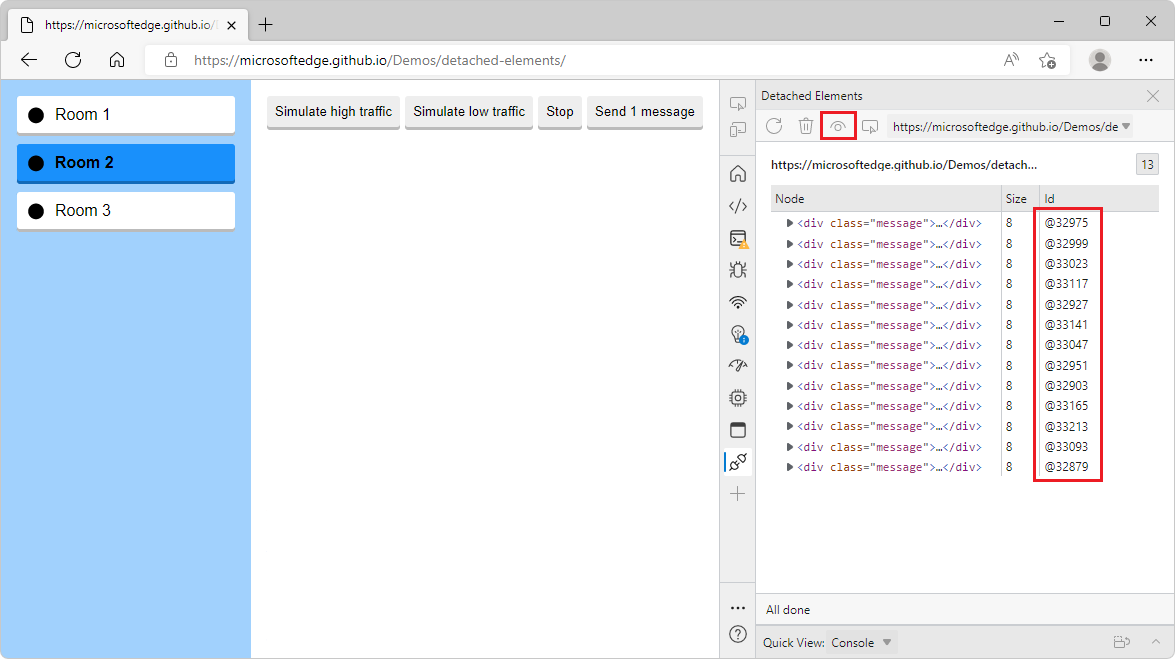 https://microsoftedge.github.io/
https://microsoftedge.github.io/Demos/detached-elements/
Room 1
Room 2
Room 3
Simulate high traffic
Simulate low traffic
Stop
Send 1 message
Detached Elements
https://microsoftedge.github.io/Demos/de
https://microsoftedge.github.io/Demos/detach...
13
Node Size Id
<div class="message">…</div> 8 @32975
<div class="message">…</div> 8 @32999
<div class="message">…</div> 8 @33023
<div class="message">…</div> 8 @33117
<div class="message">…</div> 8 @32927
<div class="message">…</div> 8 @33141
<div class="message">…</div> 8 @33047
<div class="message">…</div> 8 @32951
<div class="message">…</div> 8 @32903
<div class="message">…</div> 8 @33165
<div class="message">…</div> 8 @33213
<div class="message">…</div> 8 @33093
<div class="message">…</div> 8 @32879
All done
Quick View: Console